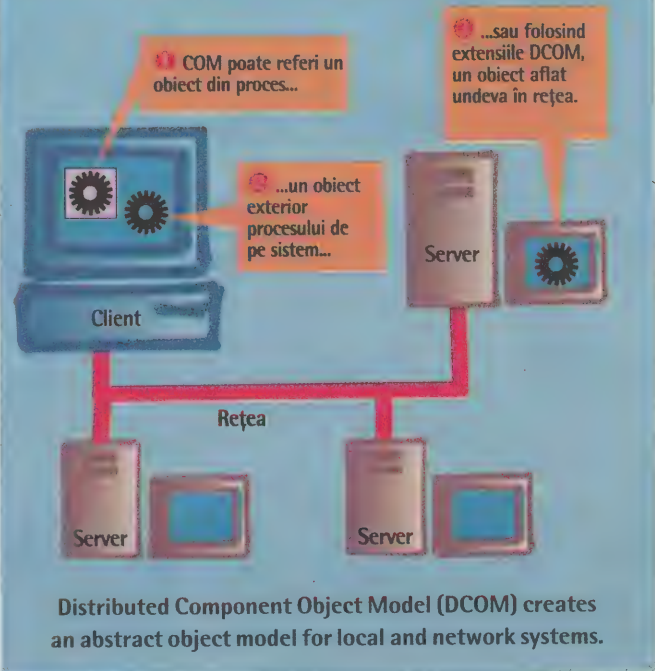 1 COM poate referi un
obiect din proces...
2 ...un obiect
exterior
procesului de
pe sistem...
...sau folosind
extensiile DCOM,
un obiect aflat
undeva în rețea.
Client
Server
Rețea
Server
Server
Distributed Component Object Model (DCOM) creates
an abstract object model for local and network systems.